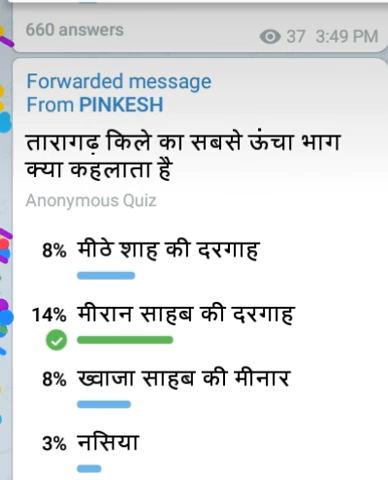 660 answers
37 3:49 PM
Forwarded message
From PINKESH
तारागढ़ किले का सबसे ऊंचा भाग
क्या कहलाता है
Anonymous Quiz
8% मीठे शाह की दरगाह
14% मीरान साहब की दरगाह
8% ख्वाजा साहब की मीनार
3% नसिया